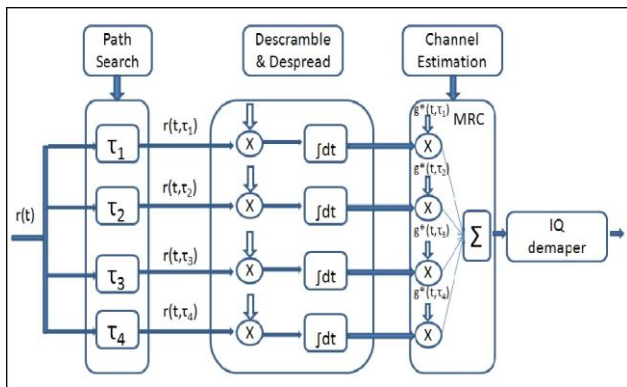 Path Search
Descramble & Despread
Channel Estimation
r(t)
τ1
r(t,τ1)
X
∫dt
g*(t,τ1)
MRC
X
τ2
r(t,τ2)
X
∫dt
g*(t,τ2)
X
τ3
r(t,τ3)
X
∫dt
g*(t,τ3)
X
τ4
r(t,τ4)
X
∫dt
g*(t,τ4)
X
Σ
IQ demaper